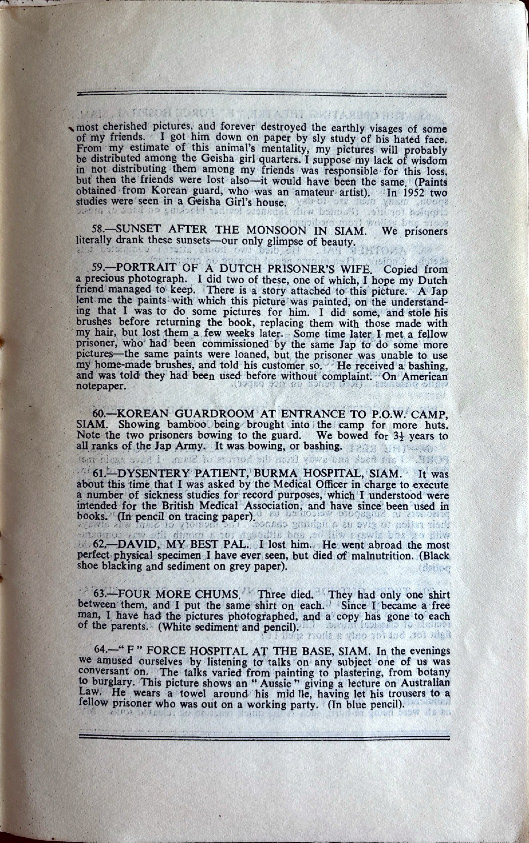 most cherished pictures, and forever destroyed the earthly visages of some
of my friends. I got him down on paper by sly study of his hated face.
From my estimate of this animal's mentality, my pictures will probably
be distributed among the Geisha girl quarters. I suppose my lack of wisdom
in not distributing them among my friends was responsible for this loss,
but then the friends were lost also—it would have been the same. (Paints
obtained from Korean guard, who was an amateur artist). In 1952 two
studies were seen in a Geisha Girl's house.
58.—SUNSET AFTER THE MONSOON IN SIAM. We prisoners
literally drank these sunsets—our only glimpse of beauty.
59.—PORTRAIT OF A DUTCH PRISONER'S WIFE. Copied from
a precious photograph. I did two of these, one of which, I hope my Dutch
friend managed to keep. There is a story attached to this picture. A Jap
lent me the paints with which this picture was painted, on the understand-
ing that I was to do some pictures for him. I did some, and stole his
brushes before returning the book, replacing them with those made with
my hair, but lost them a few weeks later. Some time later I met a fellow
prisoner, who had been commissioned by the same Jap to do some more
pictures—the same paints were loaned, but the prisoner was unable to use
my home-made brushes, and told his customer so. He received a bashing,
and was told they had been used before without complaint. On American
notepaper.
60.—KOREAN GUARDROOM AT ENTRANCE TO P.O.W. CAMP,
SIAM. Showing bamboo being brought into the camp for more huts.
Note the two prisoners bowing to the guard. We bowed for 3½ years to
all ranks of the Jap Army. It was bowing, or bashing.
61.—DYSENTERY PATIENT, BURMA HOSPITAL, SIAM. It was
about this time that I was asked by the Medical Officer in charge to execute
a number of sickness studies for record purposes, which I understood were
intended for the British Medical Association, and have since been used in
books. (In pencil on tracing paper).
62.—DAVID, MY BEST PAL. I lost him. He went abroad the most
perfect physical specimen I have ever seen, but died of malnutrition. (Black
shoe blacking and sediment on grey paper).
63.—FOUR MORE CHUMS. Three died. They had only one shirt
between them, and I put the same shirt on each. Since I became a free
man, I have had the pictures photographed, and a copy has gone to each
of the parents. (White sediment and pencil).
64.—" F " FORCE HOSPITAL AT THE BASE, SIAM. In the evenings
we amused ourselves by listening to talks on any subject one of us was
conversant on. The talks varied from painting to plastering, from botany
to burglary. This picture shows an " Aussie " giving a lecture on Australian
Law. He wears a towel around his middle, having let his trousers to a
fellow prisoner who was out on a working party. (In blue pencil).